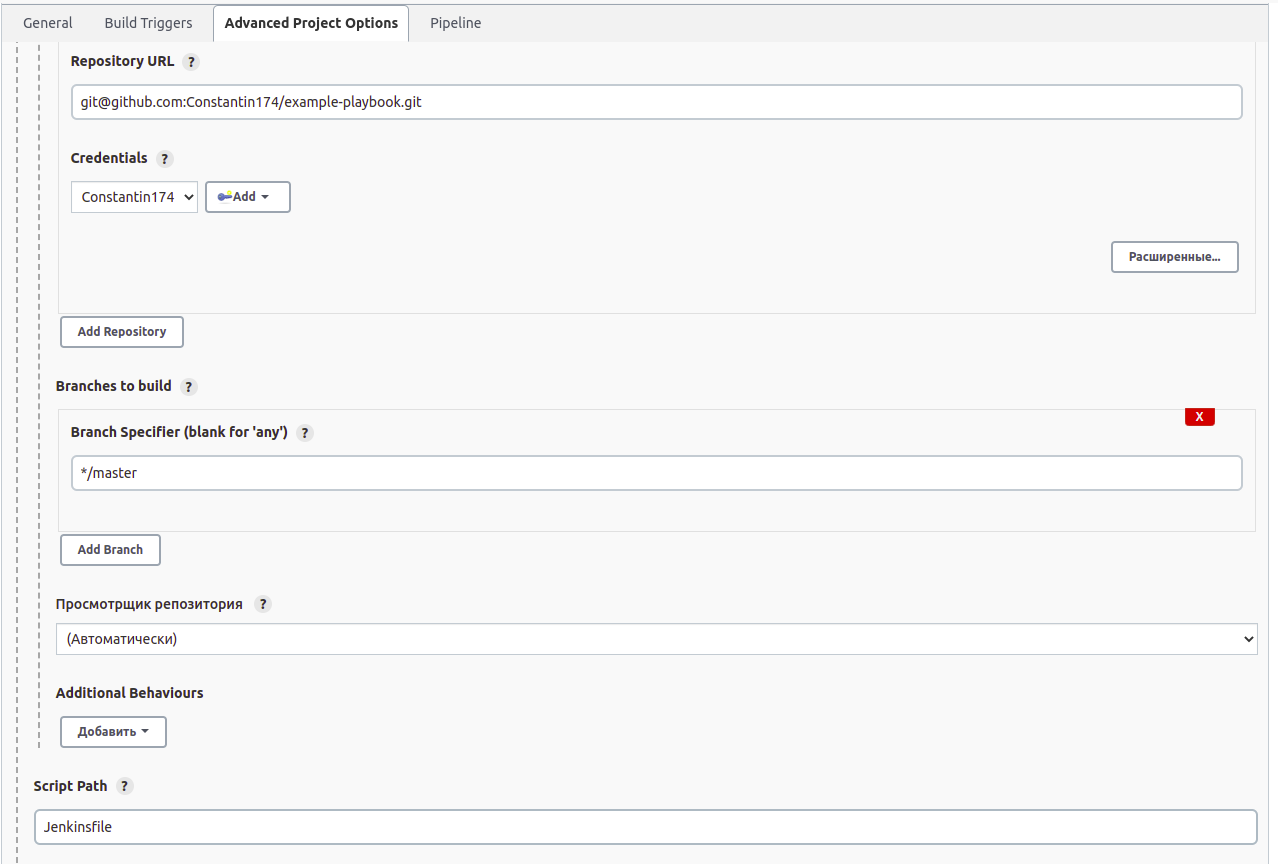 General Build Triggers Advanced Project Options Pipeline
Repository URL ?
git@github.com:Constantin174/example-playbook.git
Credentials ?
Constantin174 Add
Расширенные...
Add Repository
Branches to build ?
X
Branch Specifier (blank for 'any') ?
*/master
Add Branch
Просмотрщик репозитория ?
(Автоматически)
Additional Behaviours
Добавить
Script Path ?
Jenkinsfile